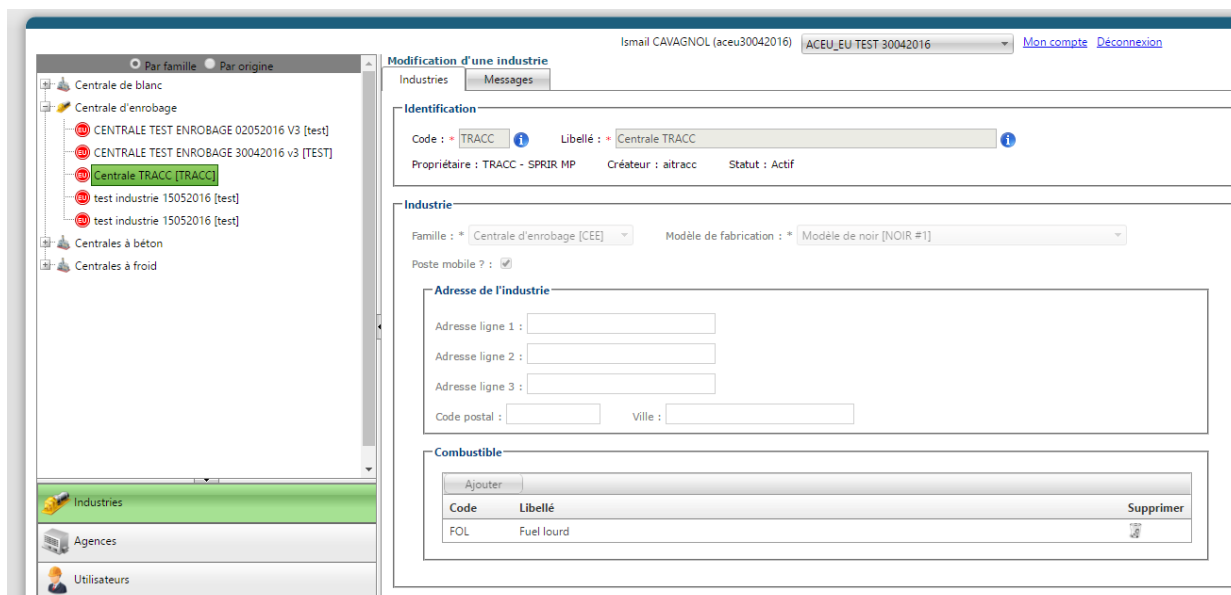 Ismail CAVAGNOL (aceu30042016) ACEU_EU TEST 30042016 Mon compte Déconnexion
Par famille Par origine
Centrale de blanc
Centrale d'enrobage
EU CENTRALE TEST ENROBAGE 02052016 V3 [test]
EU CENTRALE TEST ENROBAGE 30042016 v3 [TEST]
EU Centrale TRACC [TRACC]
EU test industrie 15052016 [test]
EU test industrie 15052016 [test]
Centrales à béton
Centrales à froid
Industries
Agences
Utilisateurs
Modification d'une industrie
Industries Messages
Identification
Code : * TRACC i Libellé : * Centrale TRACC i
Propriétaire : TRACC - SPRIR MP Créateur : aitracc Statut : Actif
Industrie
Famille : * Centrale d'enrobage [CEE] Modèle de fabrication : * Modèle de noir [NOIR #1]
Poste mobile ? :
Adresse de l'industrie
Adresse ligne 1 :
Adresse ligne 2 :
Adresse ligne 3 :
Code postal : Ville :
Combustible
Ajouter
Code Libellé Supprimer
FOL Fuel lourd